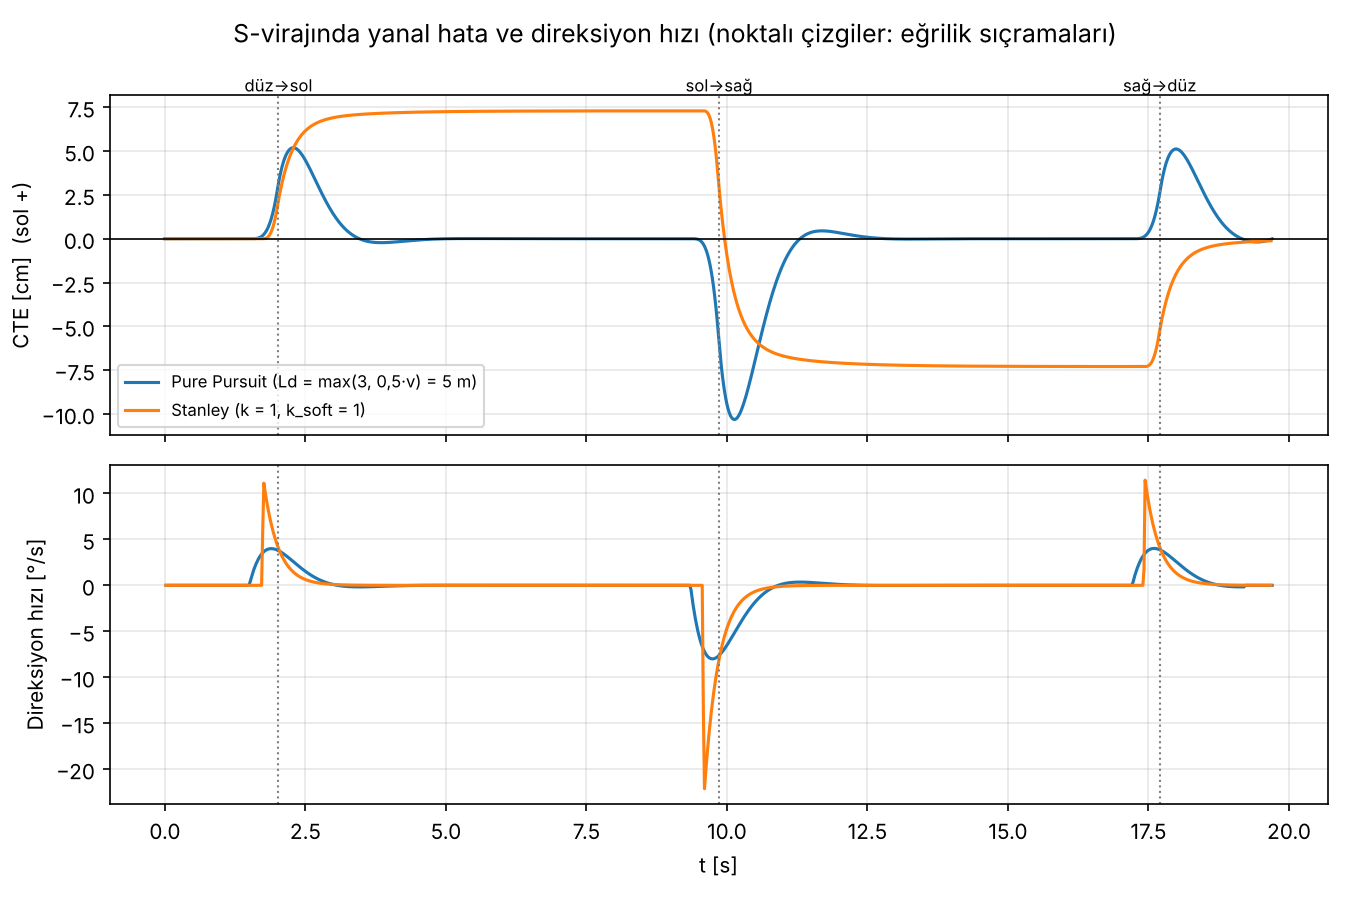 S-virajında yanal hata ve direksiyon hızı (noktalı çizgiler: eğrilik sıçramaları)
düz→sol
sol→sağ
sağ→düz
CTE [cm]  (sol +)
7.5
5.0
2.5
0.0
−2.5
−5.0
−7.5
−10.0
Pure Pursuit (Ld = max(3, 0,5·v) = 5 m)
Stanley (k = 1, k_soft = 1)
Direksiyon hızı [°/s]
10
5
0
−5
−10
−15
−20
0.0 2.5 5.0 7.5 10.0 12.5 15.0 17.5 20.0
t [s]